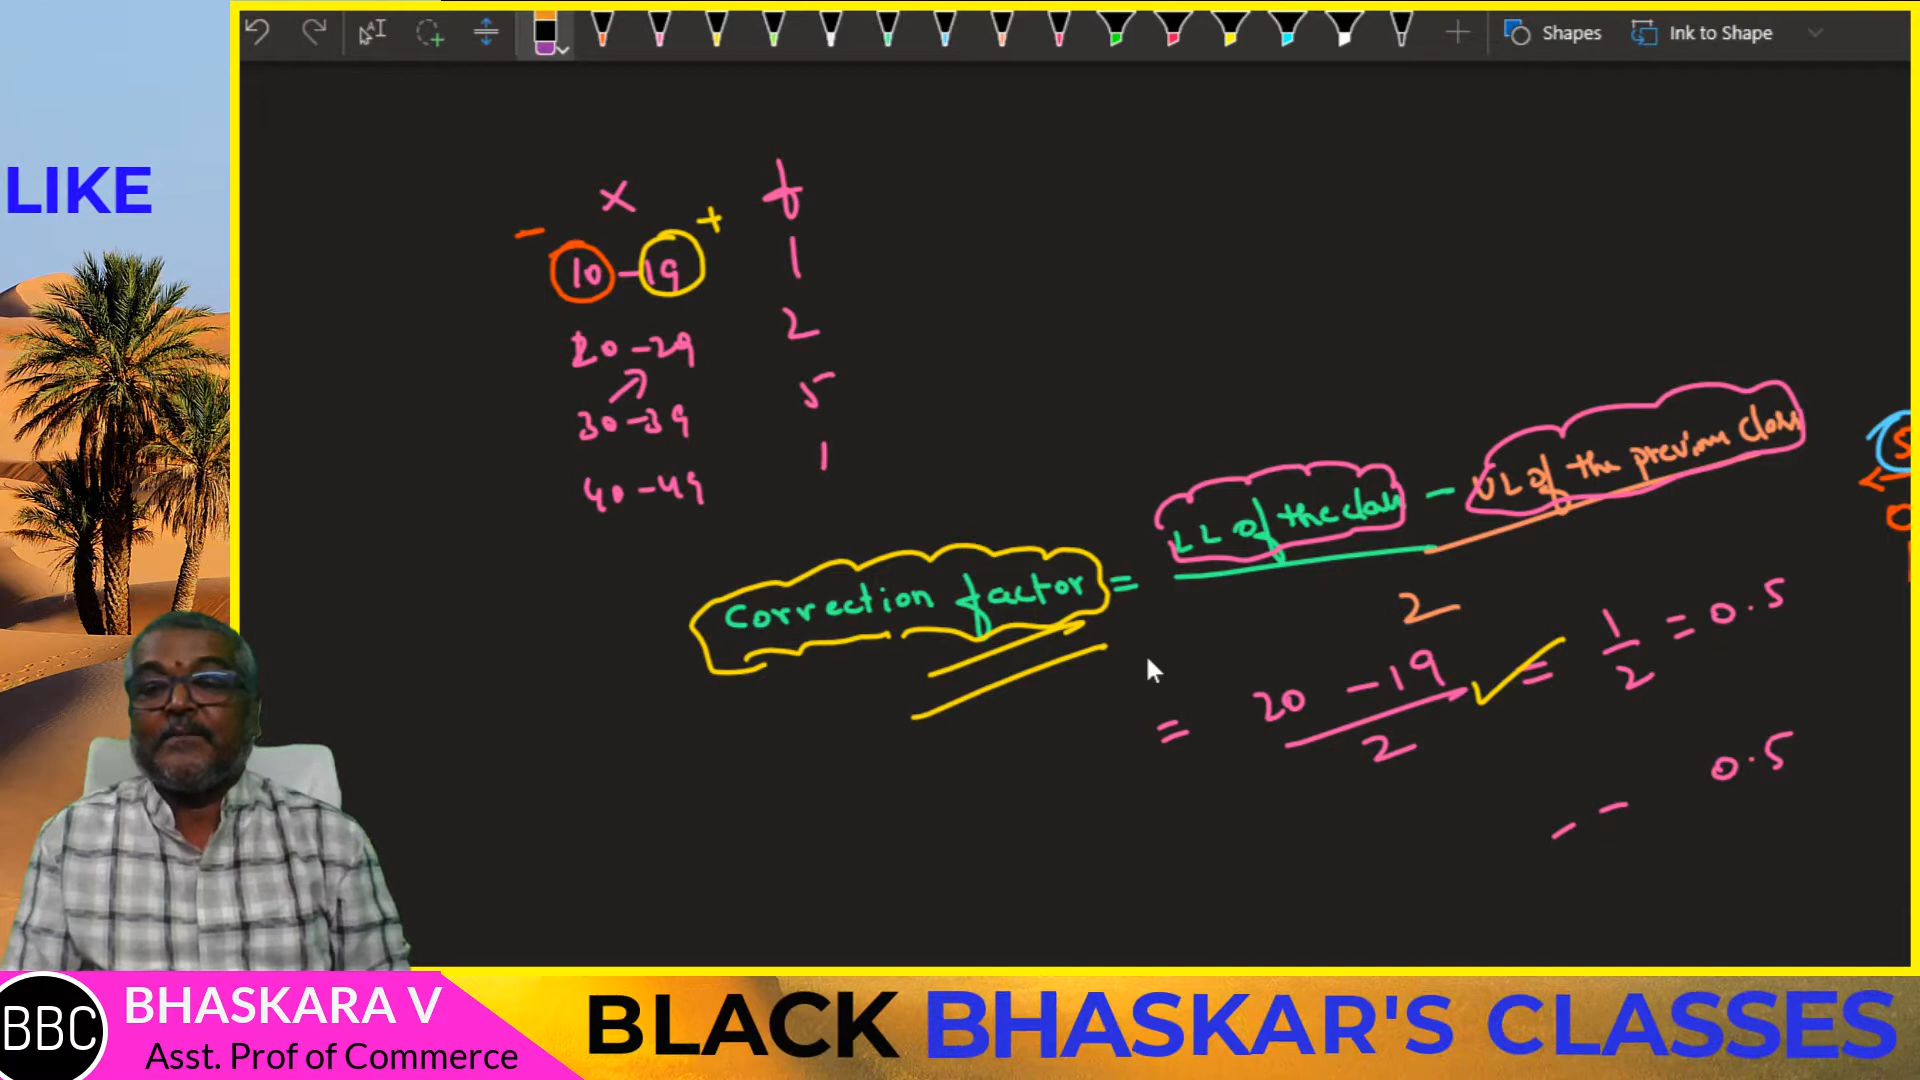 Shapes Ink to Shape
LIKE
x f
- 10 - 19 + 1
20 - 29 2
30 - 39 5
40 - 49 1
Correction factor = LL of the class - UL of the previous class
2
= 20 - 19 = 1 = 0.5
2 2
0.5
BBC
BHASKARA V
Asst. Prof of Commerce
BLACK BHASKAR'S CLASSES